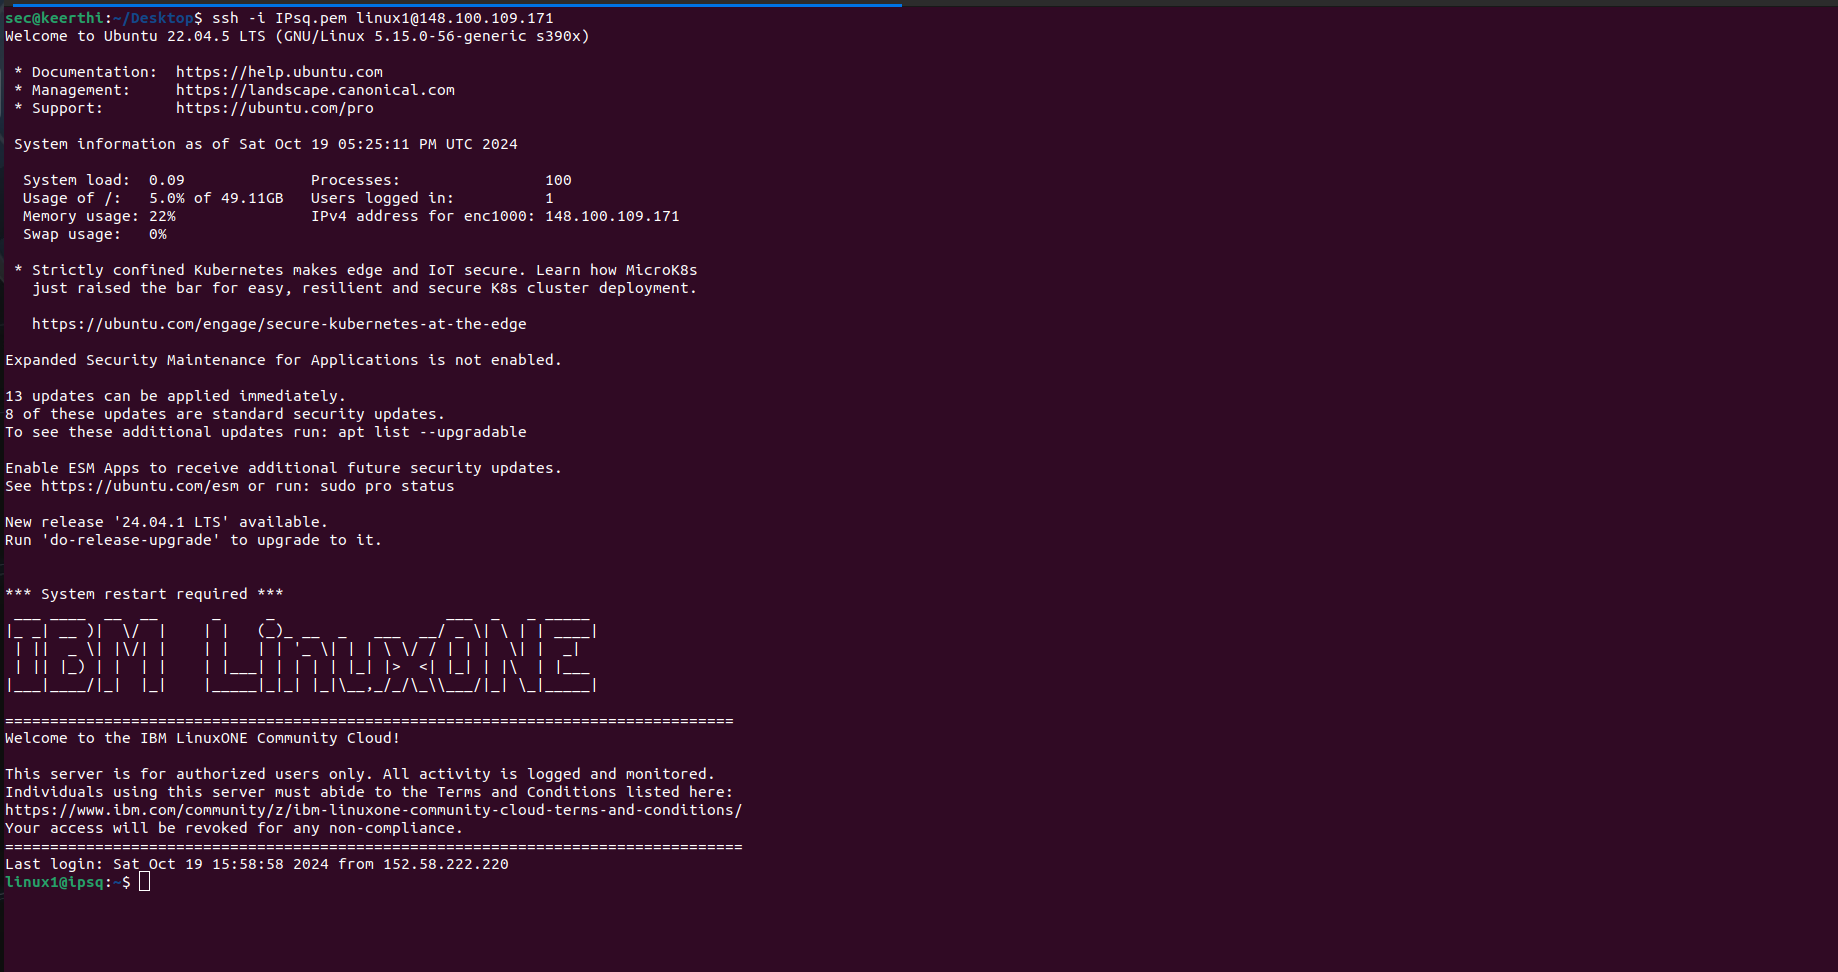 sec@keerthi:~/Desktop$ ssh -i IPsq.pem linux1@148.100.109.171
Welcome to Ubuntu 22.04.5 LTS (GNU/Linux 5.15.0-56-generic s390x)

 * Documentation:  https://help.ubuntu.com
 * Management:     https://landscape.canonical.com
 * Support:        https://ubuntu.com/pro

 System information as of Sat Oct 19 05:25:11 PM UTC 2024

  System load:  0.09              Processes:                100
  Usage of /:   5.0% of 49.11GB   Users logged in:          1
  Memory usage: 22%               IPv4 address for enc1000: 148.100.109.171
  Swap usage:   0%

 * Strictly confined Kubernetes makes edge and IoT secure. Learn how MicroK8s
   just raised the bar for easy, resilient and secure K8s cluster deployment.

   https://ubuntu.com/engage/secure-kubernetes-at-the-edge

Expanded Security Maintenance for Applications is not enabled.

13 updates can be applied immediately.
8 of these updates are standard security updates.
To see these additional updates run: apt list --upgradable

Enable ESM Apps to receive additional future security updates.
See https://ubuntu.com/esm or run: sudo pro status

New release '24.04.1 LTS' available.
Run 'do-release-upgrade' to upgrade to it.

*** System restart required ***
IBM LinuxONE
=================================================================================
Welcome to the IBM LinuxONE Community Cloud!

This server is for authorized users only. All activity is logged and monitored.
Individuals using this server must abide to the Terms and Conditions listed here:
https://www.ibm.com/community/z/ibm-linuxone-community-cloud-terms-and-conditions/
Your access will be revoked for any non-compliance.
==================================================================================
Last login: Sat Oct 19 15:58:58 2024 from 152.58.222.220
linux1@ipsq:~$